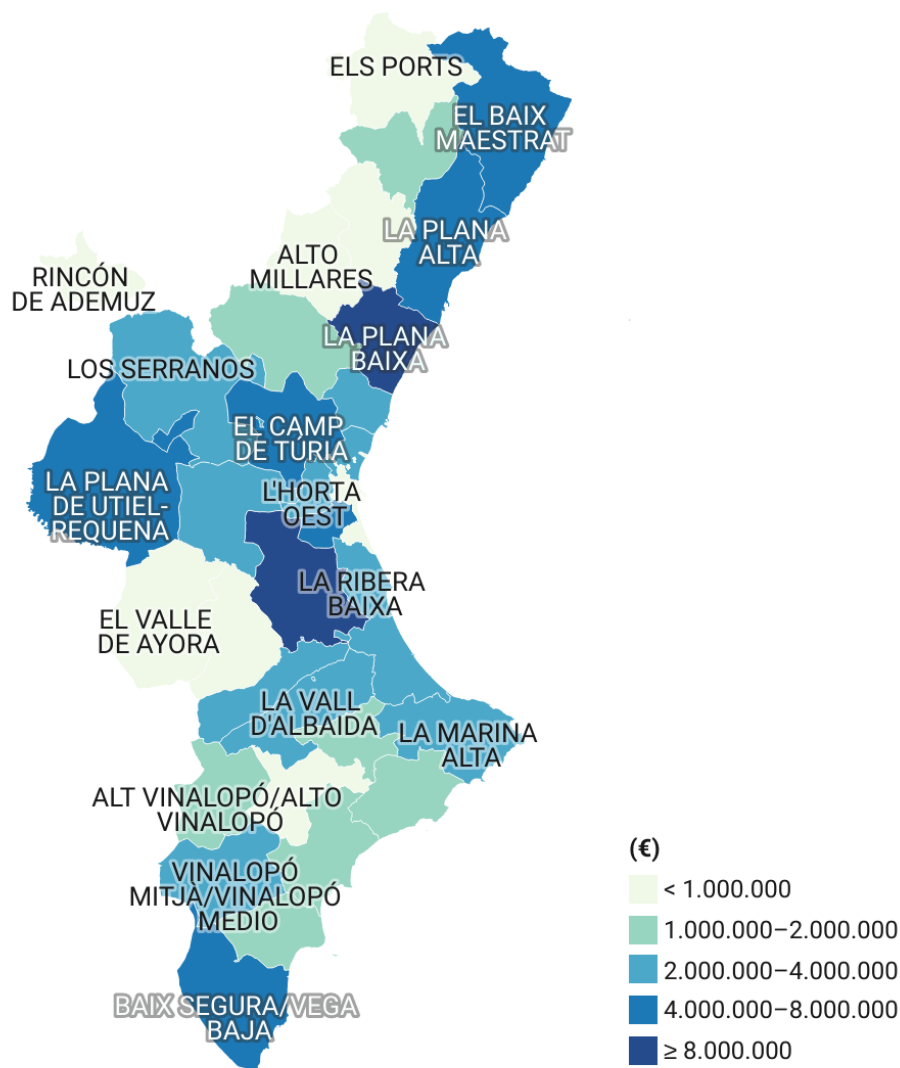 ELS PORTS
EL BAIX
MAESTRAT
LA PLANA
ALTA
ALTO
MILLARES
RINCÓN
DE ADEMUZ
LA PLANA
BAIXA
LOS SERRANOS
EL CAMP
DE TÚRIA
LA PLANA
DE UTIEL-
REQUENA
L'HORTA
OEST
LA RIBERA
BAIXA
EL VALLE
DE AYORA
LA VALL
D'ALBAIDA
LA MARINA
ALTA
ALT VINALOPÓ/ALTO
VINALOPÓ
VINALOPÓ
MITJÀ/VINALOPÓ
MEDIO
BAIX SEGURA/VEGA
BAJA
(€)
< 1.000.000
1.000.000–2.000.000
2.000.000–4.000.000
4.000.000–8.000.000
≥ 8.000.000